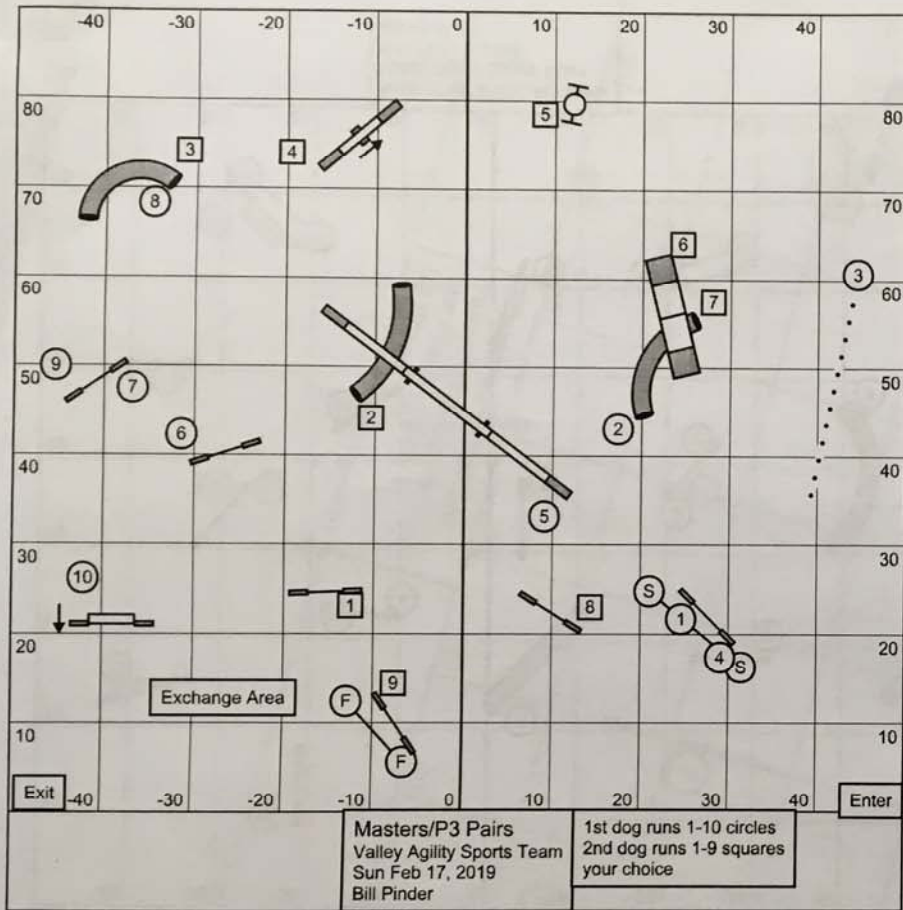 -40 -30 -20 -10 0 10 20 30 40
80 5 80
4
3
70 8 70
6
60 3 60
7
50 9 7 50
2 2
40 6 40
5
30 30
10 S
1 8 1
20 4 S 20
9
Exchange Area F
10 F 10
Exit -40 -30 -20 -10 0 10 20 30 40 Enter
Masters/P3 Pairs
Valley Agility Sports Team
Sun Feb 17, 2019
Bill Pinder
1st dog runs 1-10 circles
2nd dog runs 1-9 squares
your choice